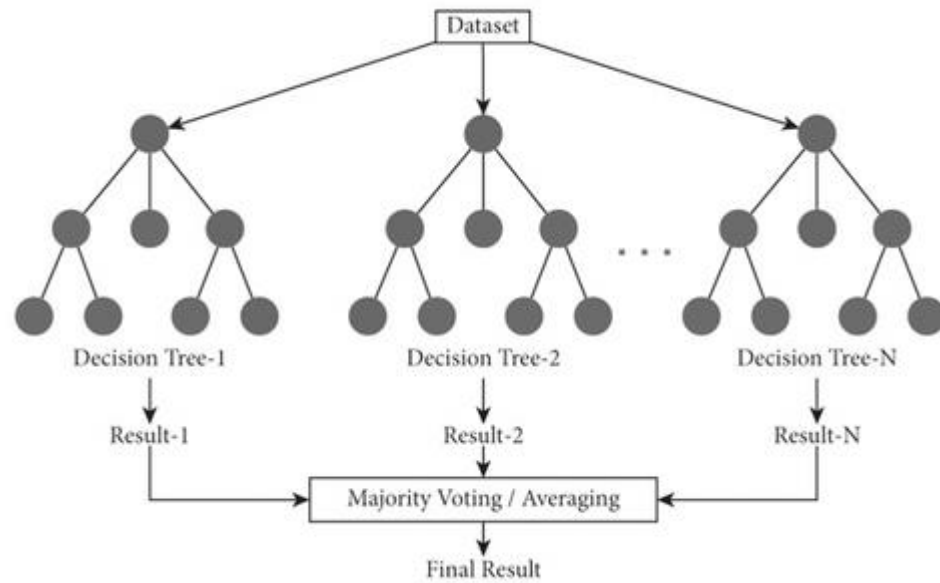 Dataset
Decision Tree-1
Decision Tree-2
Decision Tree-N
Result-1
Result-2
Result-N
Majority Voting / Averaging
Final Result